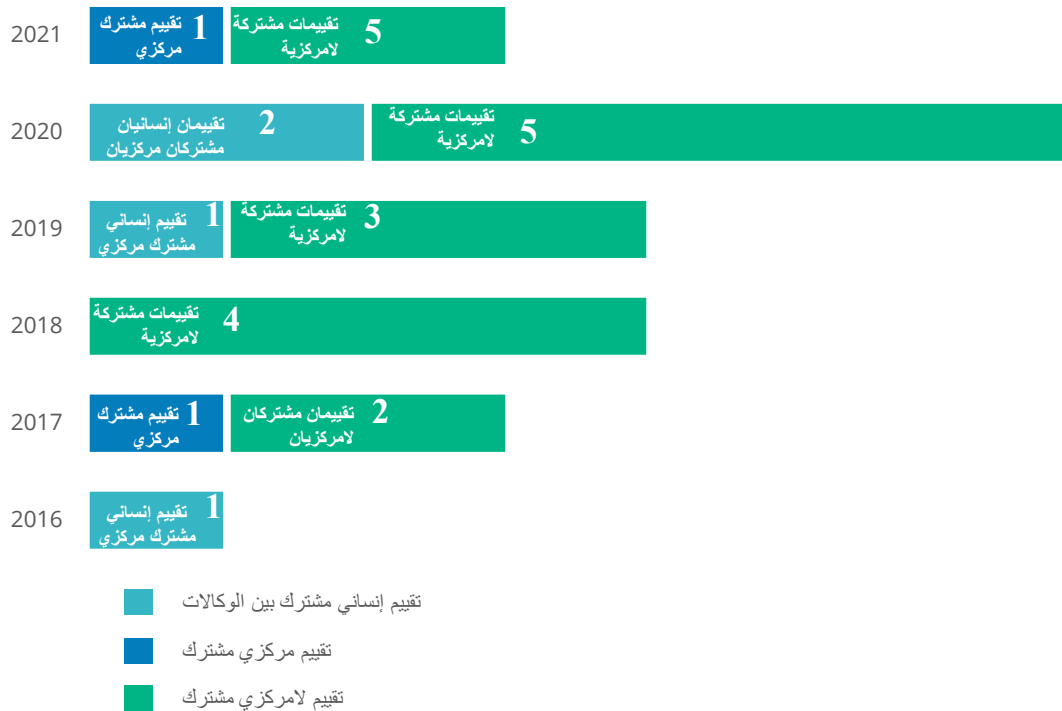 2021
1 تقييم مشترك
مركزي
تقييمات مشتركة 5
لامركزية
2020
تقييمان إنسانيان 2
مشتركان مركزيان
تقييمات مشتركة
لامركزية 5
2019
1 تقييم إنساني
مشترك مركزي
تقييمات مشتركة 3
لامركزية
2018
تقييمات مشتركة 4
لامركزية
2017
1 تقييم مشترك
مركزي
2 تقييمان مشتركان
لامركزيان
2016
1 تقييم إنساني
مشترك مركزي
تقييم إنساني مشترك بين الوكالات
تقييم مركزي مشترك
تقييم لامركزي مشترك